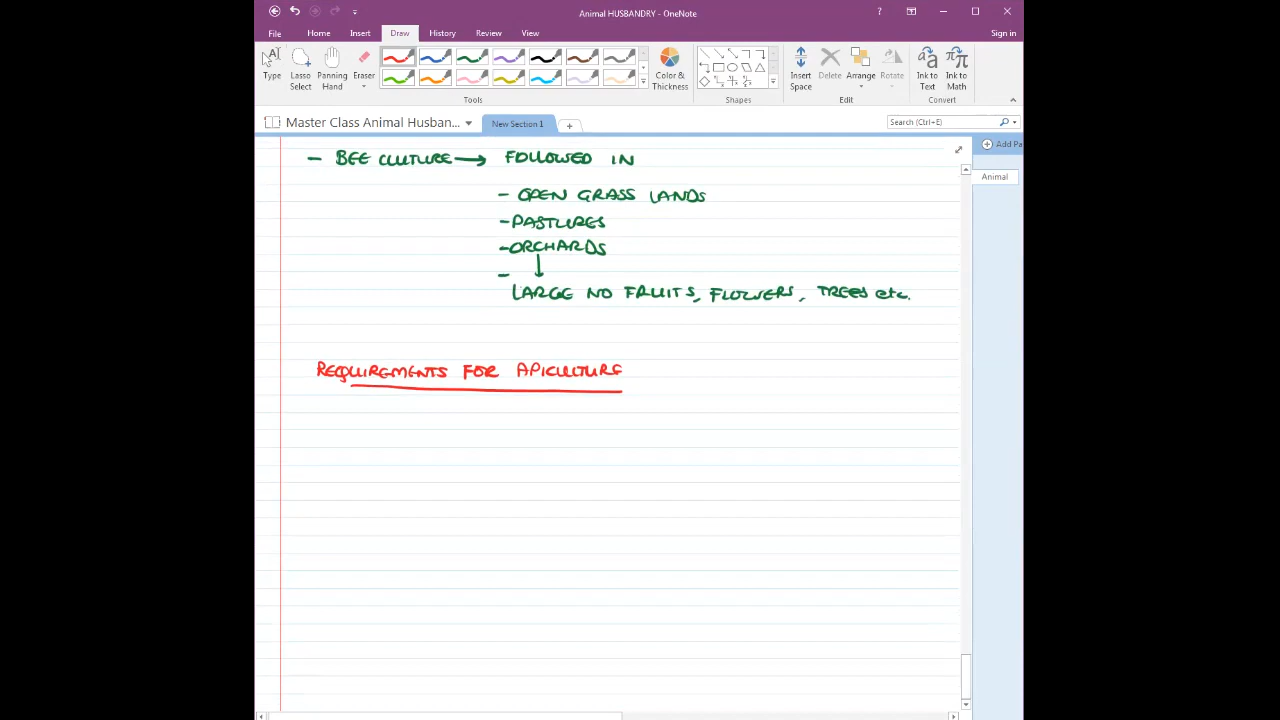 Animal HUSBANDRY - OneNote
? 
File Home Insert Draw History Review View Sign in
Type Lasso Select Panning Hand Eraser Color & Thickness Insert Space Delete Arrange Rotate Ink to Text Ink to Math
Tools Shapes Edit Convert
Master Class Animal Husban... New Section 1 Search (Ctrl+E)
Add Pa
Animal
- BEE CULTURE → FOLLOWED IN
- OPEN GRASS LANDS
- PASTURES
- ORCHARDS
-
LARGE NO FRUITS, FLOWERS, TREES etc.
REQUIREMENTS FOR APICULTURE